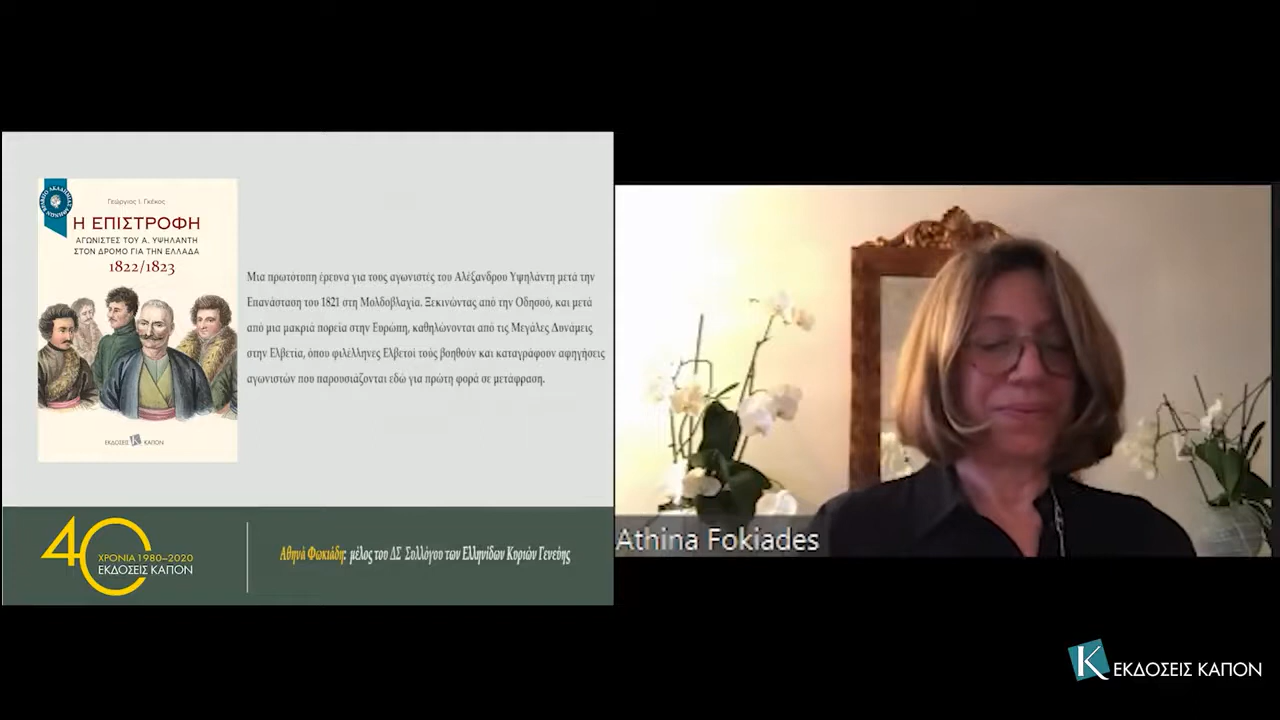 Γεώργιος Ι. Γκέκος
Η ΕΠΙΣΤΡΟΦΗ
ΑΓΩΝΙΣΤΕΣ ΤΟΥ Α. ΥΨΗΛΑΝΤΗ
ΣΤΟΝ ΔΡΟΜΟ ΓΙΑ ΤΗΝ ΕΛΛΑΔΑ
1822/1823
ΕΚΔΟΣΕΙΣ Κ ΚΑΠΟΝ
Μια πρωτότυπη έρευνα για τους αγωνιστές του Αλέξανδρου Υψηλάντη μετά την
Επανάσταση του 1821 στη Μολδοβλαχία. Ξεκινώντας από την Οδησσό, και μετά
από μια μακριά πορεία στην Ευρώπη, καθηλώνονται από τις Μεγάλες Δυνάμεις
στην Ελβετία, όπου φιλέλληνες Ελβετοί τούς βοηθούν και καταγράφουν αφηγήσεις
αγωνιστών που παρουσιάζονται εδώ για πρώτη φορά σε μετάφραση.
40
ΧΡΟΝΙΑ 1980–2020
ΕΚΔΟΣΕΙΣ ΚΑΠΟΝ
Αθηνά Φωκιάδη: μέλος του ΔΣ Συλλόγου των Ελληνίδων Κυριών Γενεύης
Athina Fokiades
Κ ΕΚΔΟΣΕΙΣ ΚΑΠΟΝ